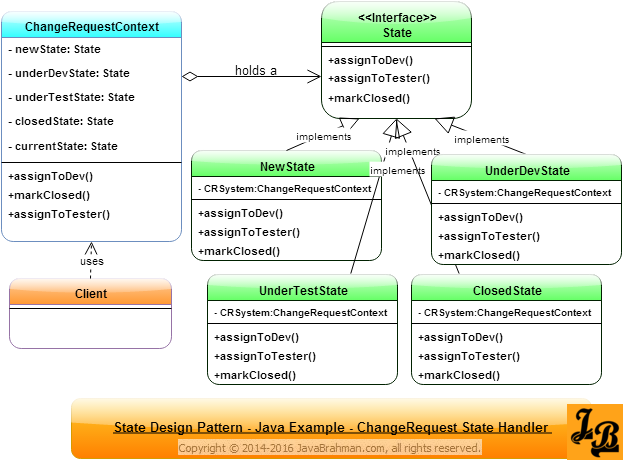 ChangeRequestContext
- newState: State
- underDevState: State
- underTestState: State
- closedState: State
- currentState: State
+assignToDev()
+markClosed()
+assignToTester()
holds a
<<Interface>>
State
+assignToDev()
+assignToTester()
+markClosed()
implements
implements
implements
implements
uses
Client
NewState
- CRSystem:ChangeRequestContext
+assignToDev()
+assignToTester()
+markClosed()
UnderDevState
- CRSystem:ChangeRequestContext
+assignToDev()
+assignToTester()
+markClosed()
UnderTestState
- CRSystem:ChangeRequestContext
+assignToDev()
+assignToTester()
+markClosed()
ClosedState
- CRSystem:ChangeRequestContext
+assignToDev()
+assignToTester()
+markClosed()
State Design Pattern - Java Example - ChangeRequest State Handler
Copyright © 2014-2016 JavaBrahman.com, all rights reserved.
JB